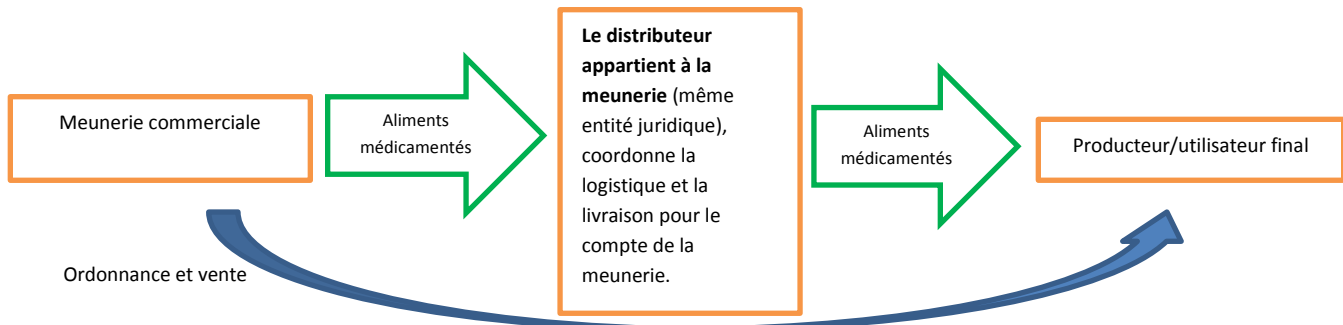 Meunerie commerciale
Aliments
médicamentés
Le distributeur
appartient à la
meunerie (même
entité juridique),
coordonne la
logistique et la
livraison pour le
compte de la
meunerie.
Aliments
médicamentés
Producteur/utilisateur final
Ordonnance et vente